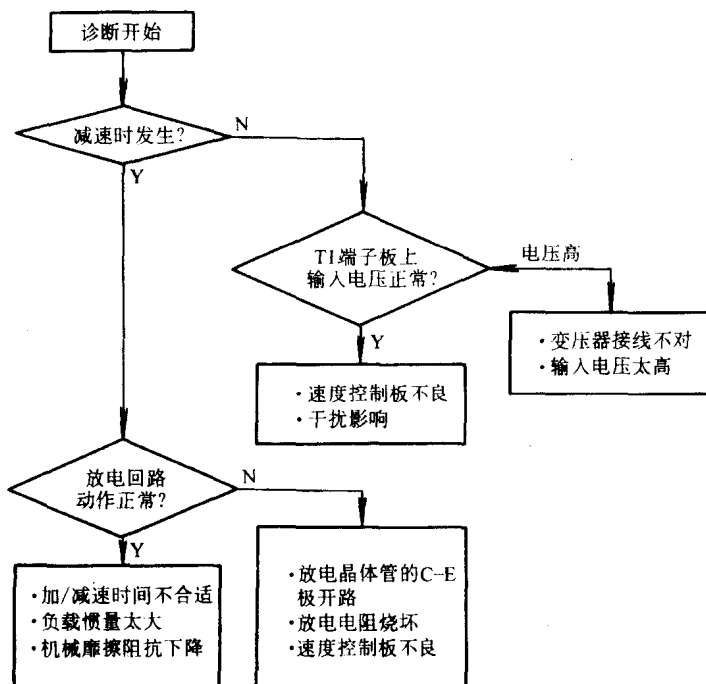 诊断开始
减速时发生?
N
Y
T1端子板上
输入电压正常?
电压高
Y
·变压器接线不对
·输入电压太高
·速度控制板不良
·干扰影响
放电回路
动作正常?
N
Y
·加/减速时间不合适
·负载惯量太大
·机械靡擦阻抗下降
·放电晶体管的C-E
极开路
·放电电阻烧坏
·速度控制板不良